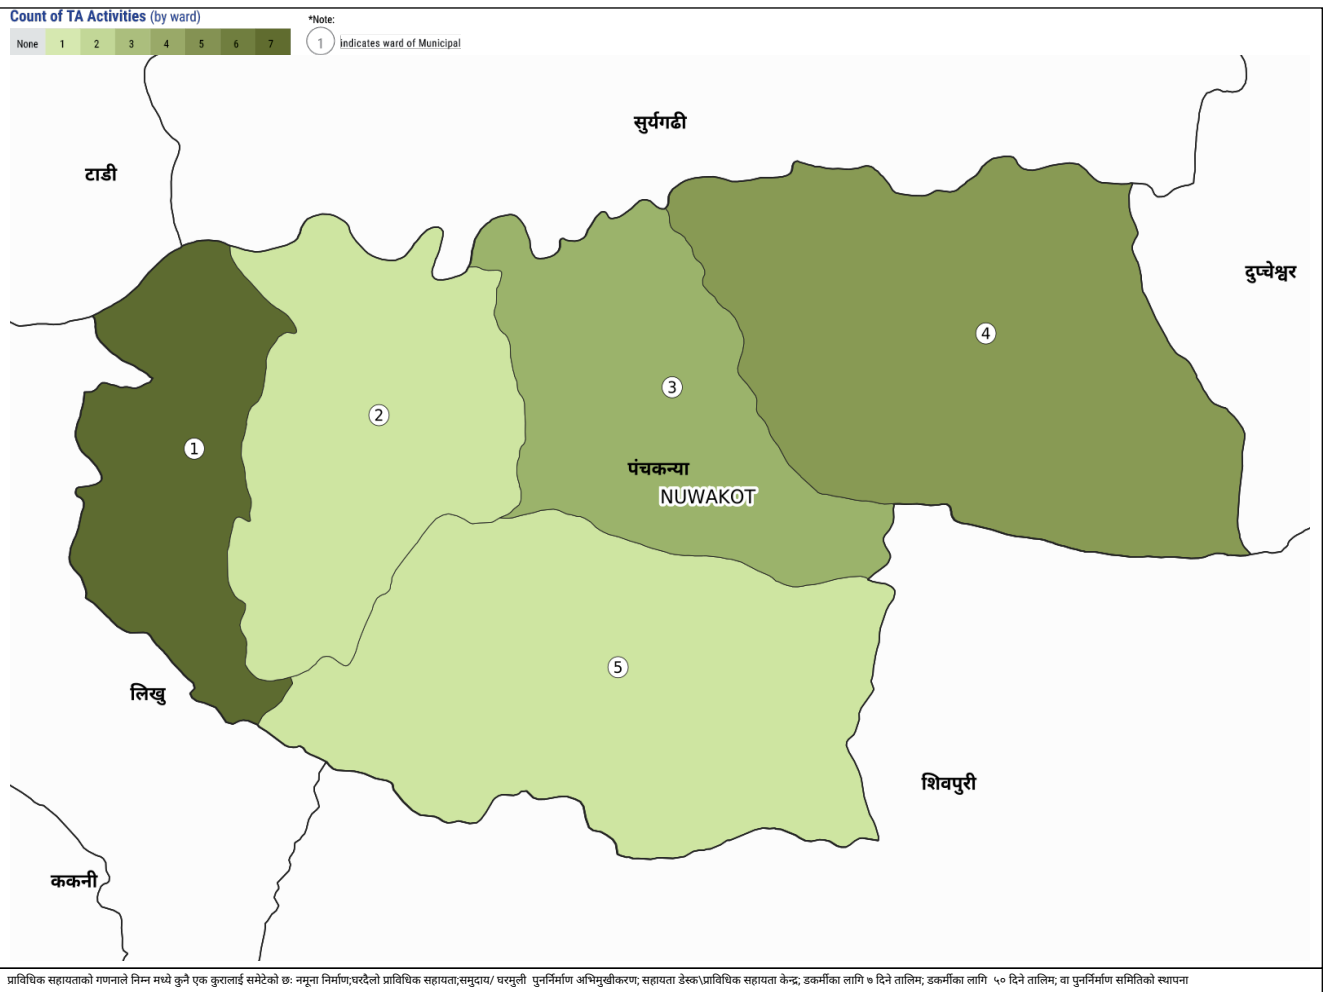 Count of TA Activities (by ward)
None 1 2 3 4 5 6 7
*Note:
1 indicates ward of Municipal
सुर्यगढी
टाडी
दुप्चेश्वर
4
3
2
1
पंचकन्या
NUWAKOT
5
लिखु
शिवपुरी
ककनी
प्राविधिक सहायताको गणनाले निम्न मध्ये कुनै एक कुरालाई समेटेको छः नमूना निर्माण;घरदैलो प्राविधिक सहायता;समुदाय/ घरमुली पुनर्निर्माण अभिमुखीकरण; सहायता डेस्क\प्राविधिक सहायता केन्द्र; डकर्मीका लागि ७ दिने तालिम; डकर्मीका लागि ५० दिने तालिम; वा पुनर्निर्माण समितिको स्थापना